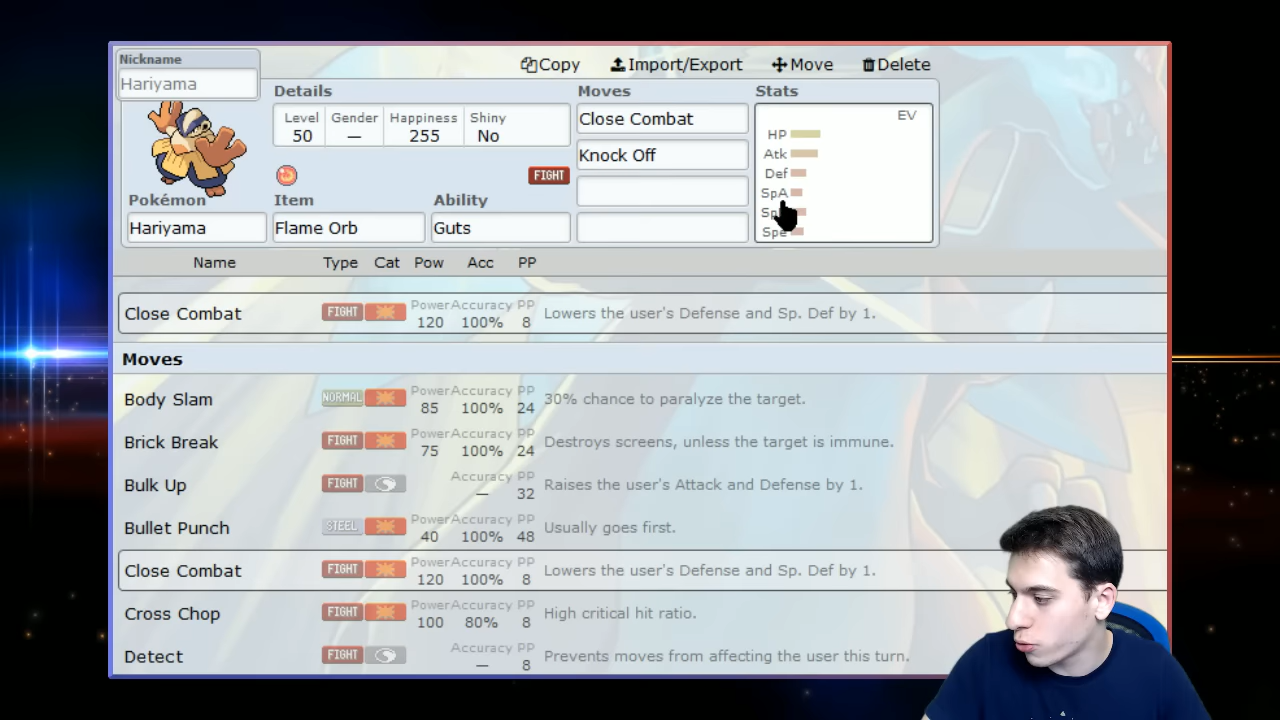 Nickname
Hariyama
Copy Import/Export Move Delete
Details Moves Stats
Level Gender Happiness Shiny
50 — 255 No
Close Combat
Knock Off
EV
HP
Atk
Def
SpA
Spe
FIGHT
Pokémon Item Ability
Hariyama Flame Orb Guts
Name Type Cat Pow Acc PP
Close Combat FIGHT Power 120 Accuracy 100% PP 8 Lowers the user's Defense and Sp. Def by 1.
Moves
Body Slam NORMAL Power 85 Accuracy 100% PP 24 30% chance to paralyze the target.
Brick Break FIGHT Power 75 Accuracy 100% PP 24 Destroys screens, unless the target is immune.
Bulk Up FIGHT Accuracy — PP 32 Raises the user's Attack and Defense by 1.
Bullet Punch STEEL Power 40 Accuracy 100% PP 48 Usually goes first.
Close Combat FIGHT Power 120 Accuracy 100% PP 8 Lowers the user's Defense and Sp. Def by 1.
Cross Chop FIGHT Power 100 Accuracy 80% PP 8 High critical hit ratio.
Detect FIGHT Accuracy — PP 8 Prevents moves from affecting the user this turn.